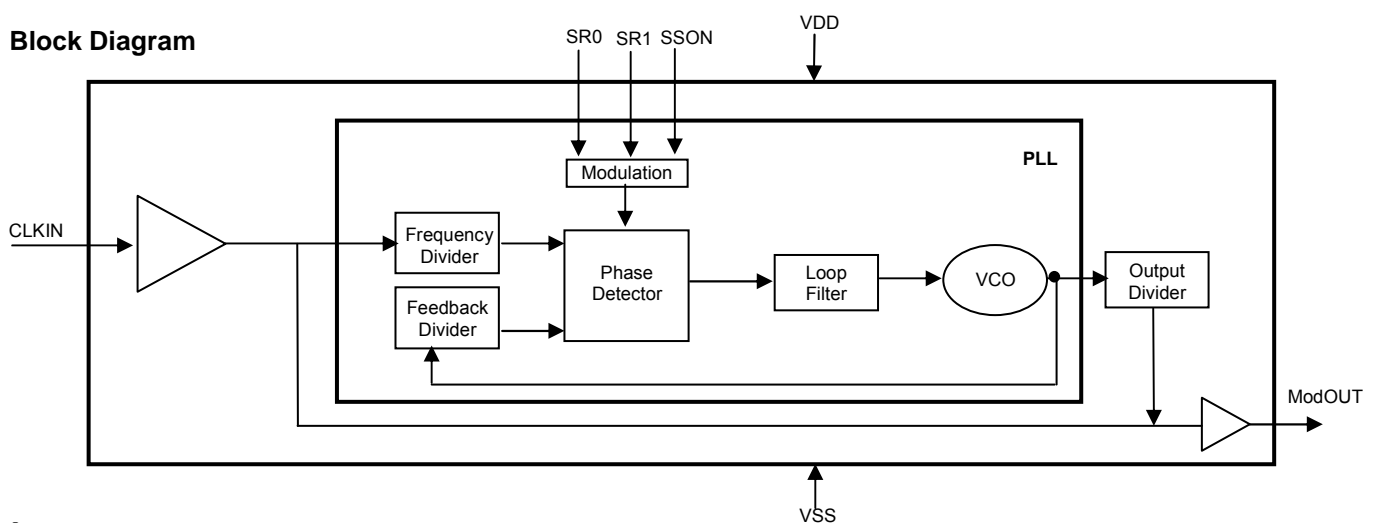 Block Diagram
VDD
SR0 SR1 SSON
PLL
Modulation
CLKIN
Frequency
Divider
Phase
Detector
Loop
Filter
VCO
Output
Divider
Feedback
Divider
ModOUT
VSS